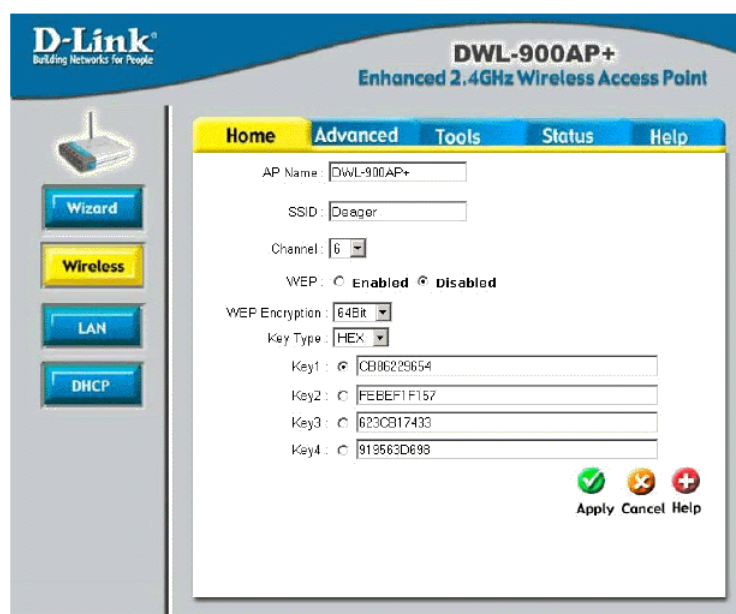 D-Link
Building Networks for People
DWL-900AP+
Enhanced 2.4GHz Wireless Access Point
Home Advanced Tools Status Help
Wizard
Wireless
LAN
DHCP
AP Name : DWL-900AP+
SSID : Deager
Channel : 6
WEP : Enabled Disabled
WEP Encryption : 64Bit
Key Type : HEX
Key1 : CB86229654
Key2 : FEBEF1F157
Key3 : 623CB17433
Key4 : 919563D698
Apply Cancel Help